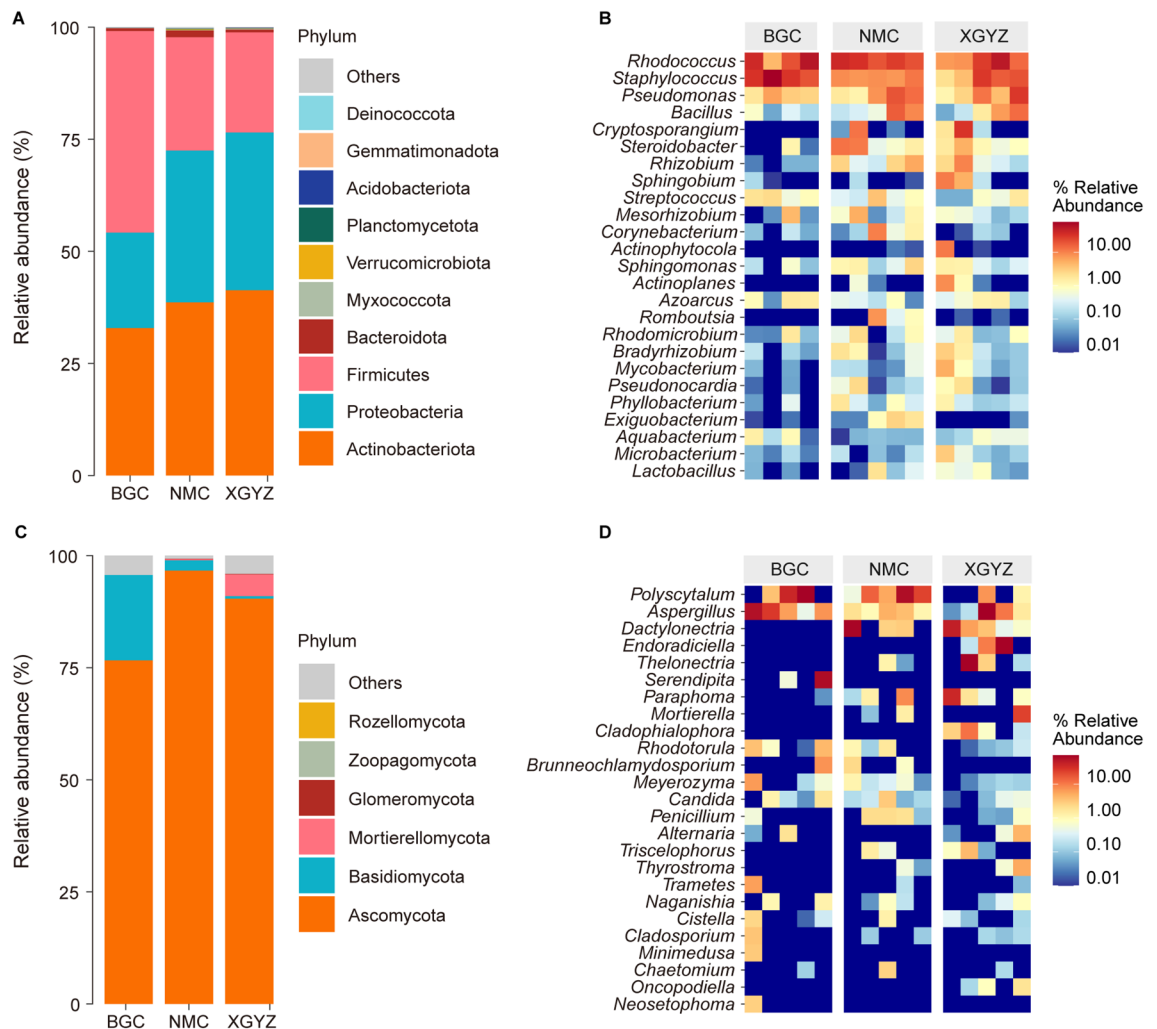 A
Relative abundance (%)
100
75
50
25
0
BGC NMC XGYZ
Phylum
Others
Deinococcota
Gemmatimonadota
Acidobacteriota
Planctomycetota
Verrucomicrobiota
Myxococcota
Bacteroidota
Firmicutes
Proteobacteria
Actinobacteriota
B
BGC NMC XGYZ
Rhodococcus
Staphylococcus
Pseudomonas
Bacillus
Cryptosporangium
Steroidobacter
Rhizobium
Sphingobium
Streptococcus
Mesorhizobium
Corynebacterium
Actinophytocola
Sphingomonas
Actinoplanes
Azoarcus
Romboutsia
Rhodomicrobium
Bradyrhizobium
Mycobacterium
Pseudonocardia
Phyllobacterium
Exiguobacterium
Aquabacterium
Microbacterium
Lactobacillus
% Relative
Abundance
10.00
1.00
0.10
0.01
C
Relative abundance (%)
100
75
50
25
0
BGC NMC XGYZ
Phylum
Others
Rozellomycota
Zoopagomycota
Glomeromycota
Mortierellomycota
Basidiomycota
Ascomycota
D
BGC NMC XGYZ
Polyscytalum
Aspergillus
Dactylonectria
Endoradiciella
Thelonectria
Serendipita
Paraphoma
Mortierella
Cladophialophora
Rhodotorula
Brunneochlamydosporium
Meyerozyma
Candida
Penicillium
Alternaria
Triscelophorus
Thyrostroma
Trametes
Naganishia
Cistella
Cladosporium
Minimedusa
Chaetomium
Oncopodiella
Neosetophoma
% Relative
Abundance
10.00
1.00
0.10
0.01